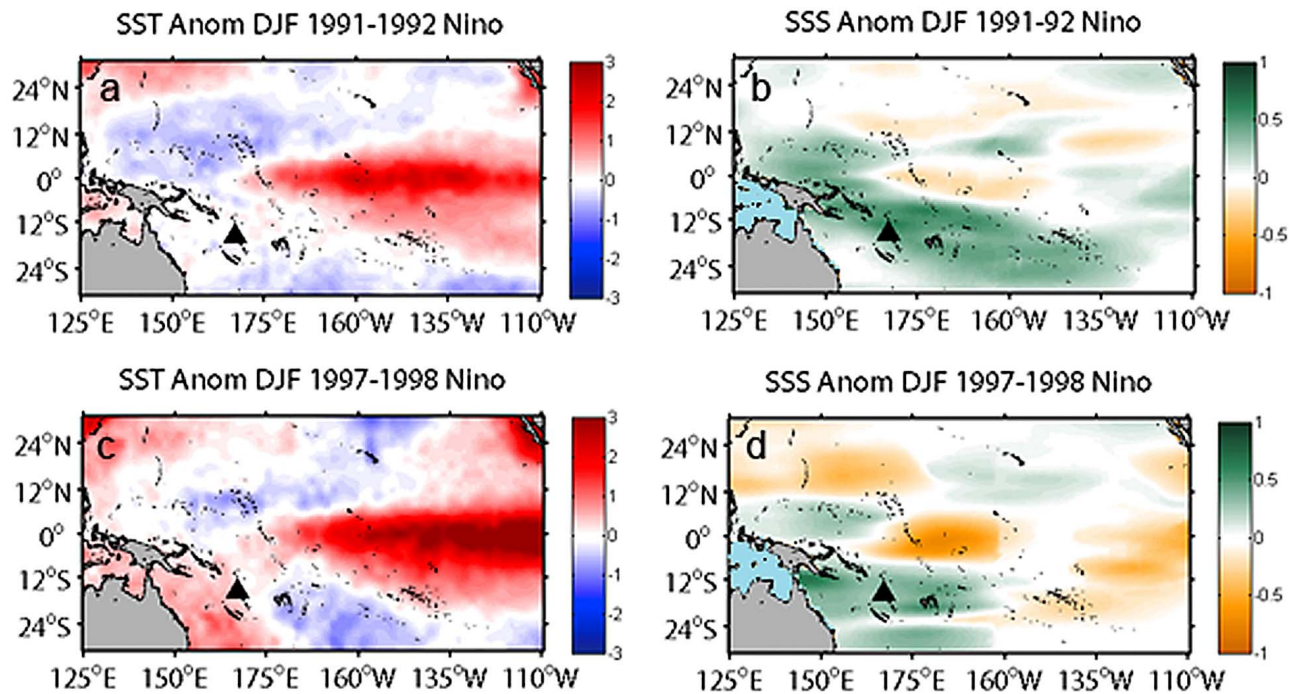 SST Anom DJF 1991-1992 Nino
a
24°N
12°N
0°
12°S
24°S
125°E 150°E 175°E 160°W 135°W 110°W
3
2
1
0
-1
-2
-3
SSS Anom DJF 1991-92 Nino
b
24°N
12°N
0°
12°S
24°S
125°E 150°E 175°E 160°W 135°W 110°W
1
0.5
0
-0.5
-1
SST Anom DJF 1997-1998 Nino
c
24°N
12°N
0°
12°S
24°S
125°E 150°E 175°E 160°W 135°W 110°W
3
2
1
0
-1
-2
-3
SSS Anom DJF 1997-1998 Nino
d
24°N
12°N
0°
12°S
24°S
125°E 150°E 175°E 160°W 135°W 110°W
1
0.5
0
-0.5
-1